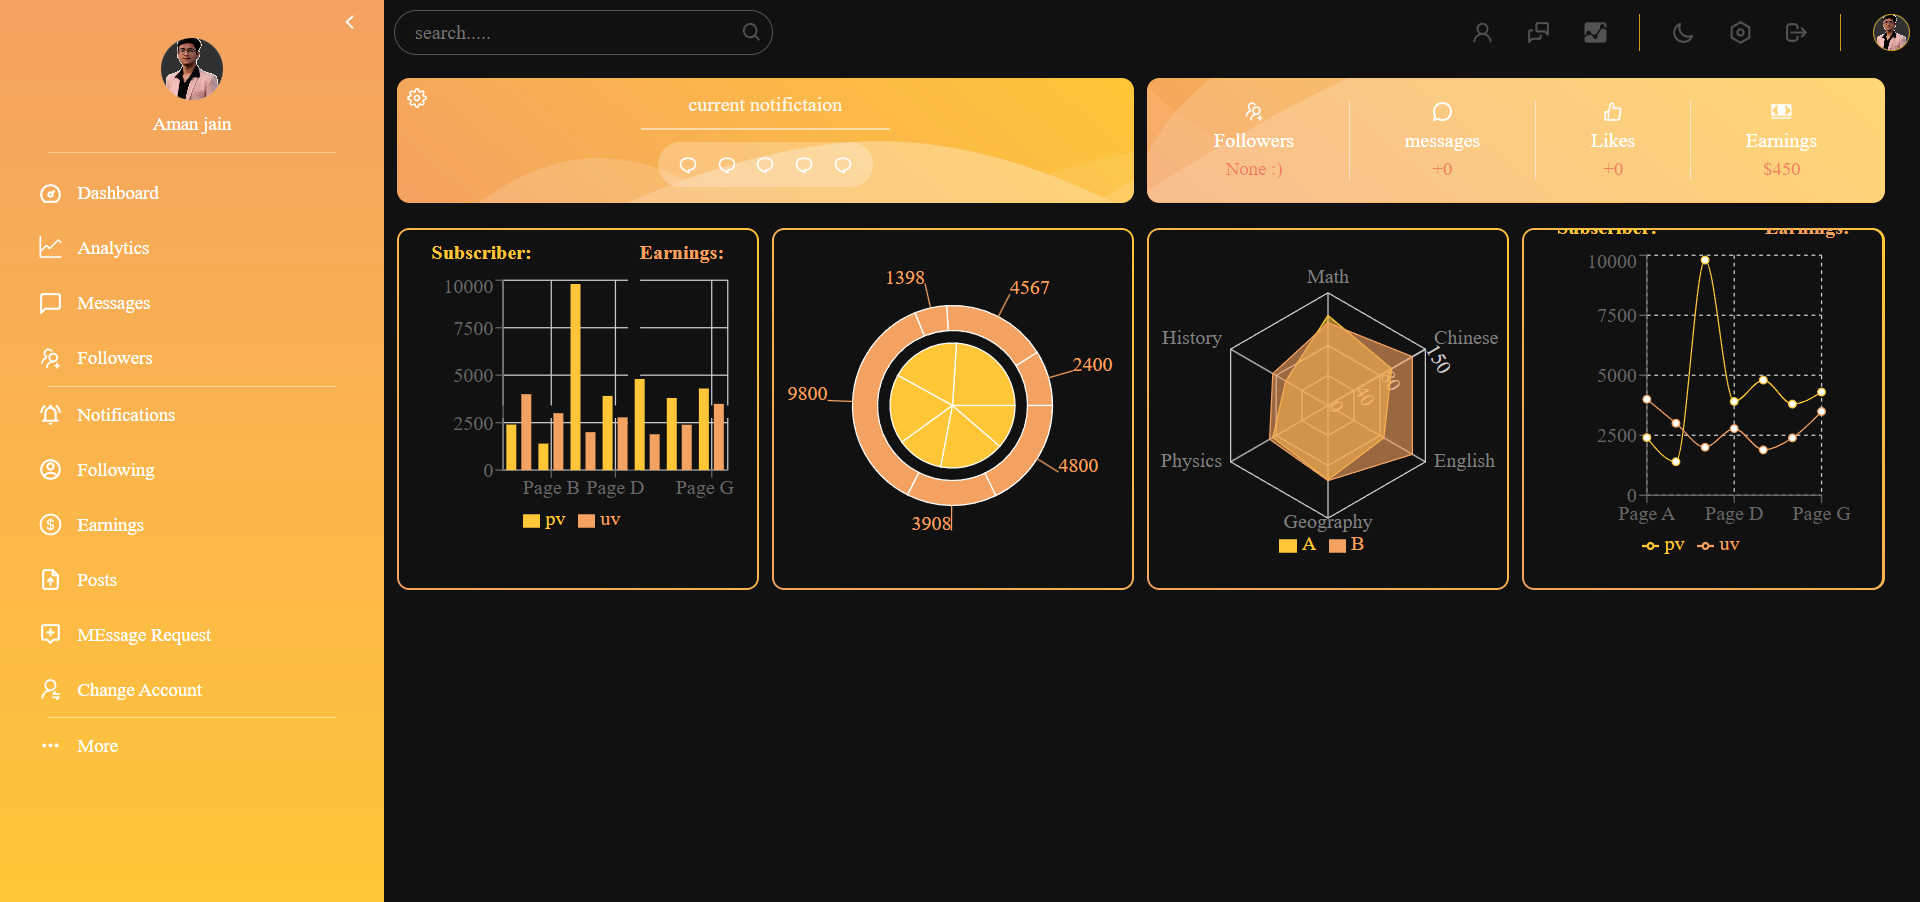 Aman jain
Dashboard
Analytics
Messages
Followers
Notifications
Following
Earnings
Posts
MEssage Request
Change Account
More
search.....
current notifictaion
Followers
None :)
messages
+0
Likes
+0
Earnings
$450
Subscriber: Earnings:
10000
7500
5000
2500
0
Page B Page D Page G
pv uv
1398
4567
2400
9800
4800
3908
Math
History
Chinese
Physics
English
Geography
0 40 80 150
A B
Subscriber: Earnings:
10000
7500
5000
2500
0
Page A Page D Page G
pv uv